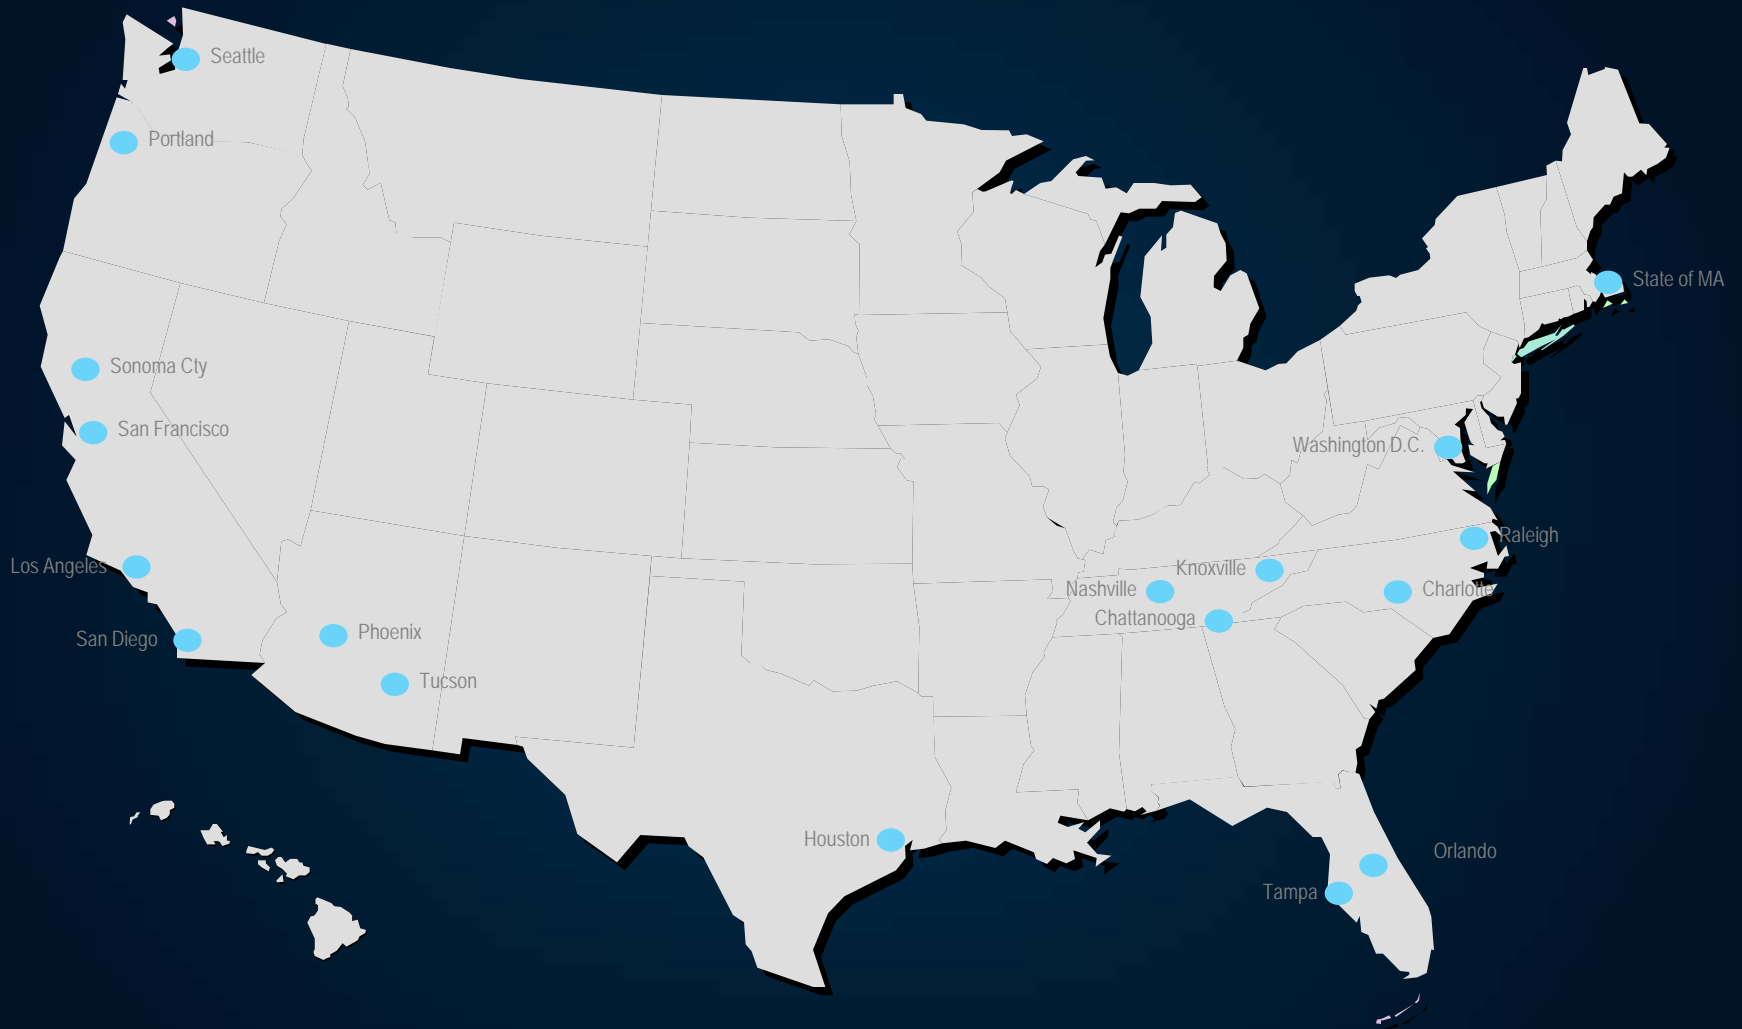 Seattle
Portland
State of MA
Sonoma Cty
San Francisco
Washington D.C.
Raleigh
Los Angeles
Knoxville
Nashville
Charlotte
Chattanooga
San Diego
Phoenix
Tucson
Houston
Orlando
Tampa